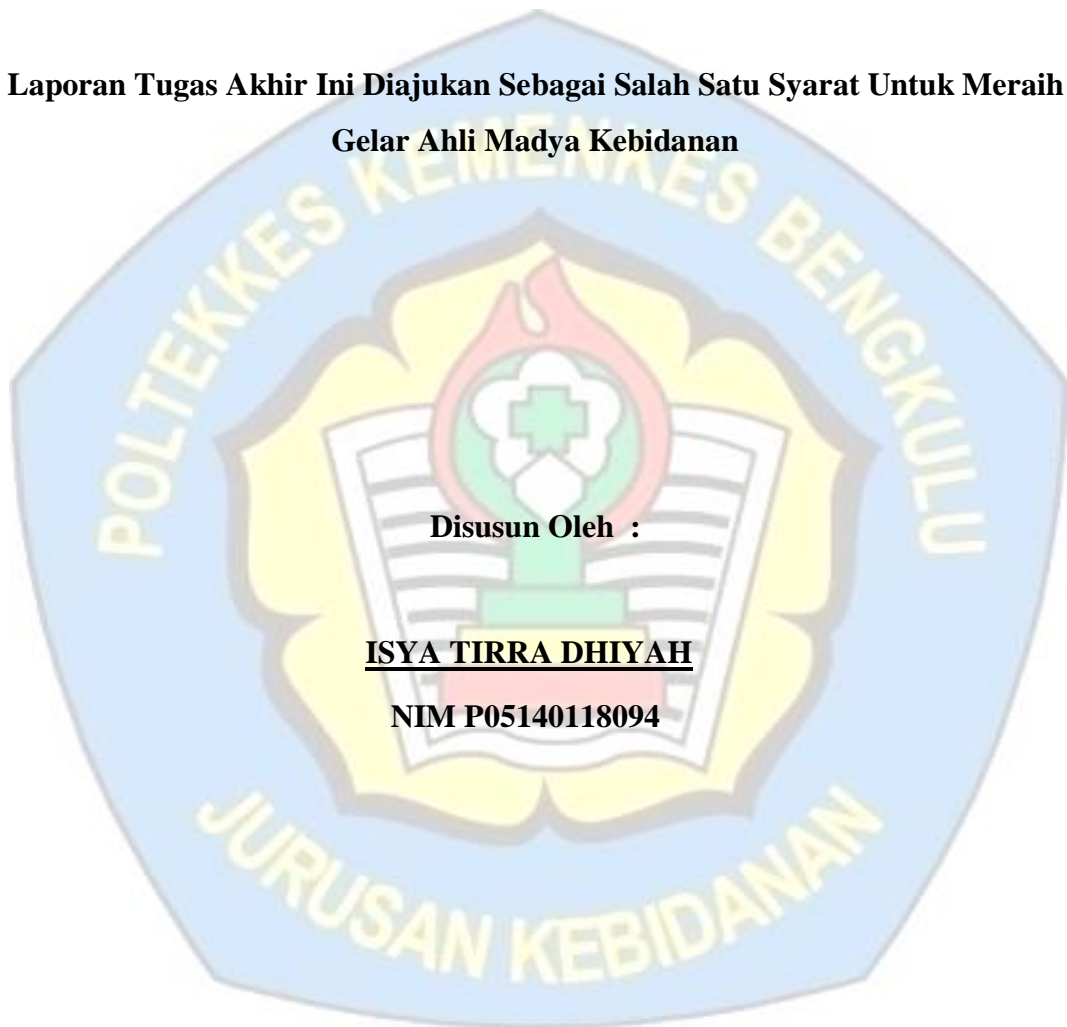 Laporan Tugas Akhir Ini Diajukan Sebagai Salah Satu Syarat Untuk Meraih
Gelar Ahli Madya Kebidanan
POLTEKKES KEMENKES BENGKULU
Disusun Oleh :
ISYA TIRRA DHIYAH
NIM P05140118094
JURUSAN KEBIDANAN